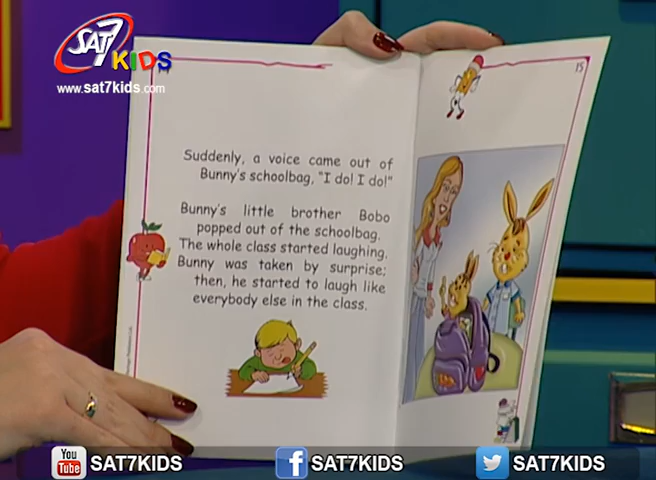 SAT7
KIDS
www.sat7kids.com
15
Suddenly, a voice came out of
Bunny's schoolbag, "I do! I do!"
Bunny's little brother Bobo
popped out of the schoolbag.
The whole class started laughing.
Bunny was taken by surprise;
then, he started to laugh like
everybody else in the class.
You Tube SAT7KIDS
f SAT7KIDS
SAT7KIDS